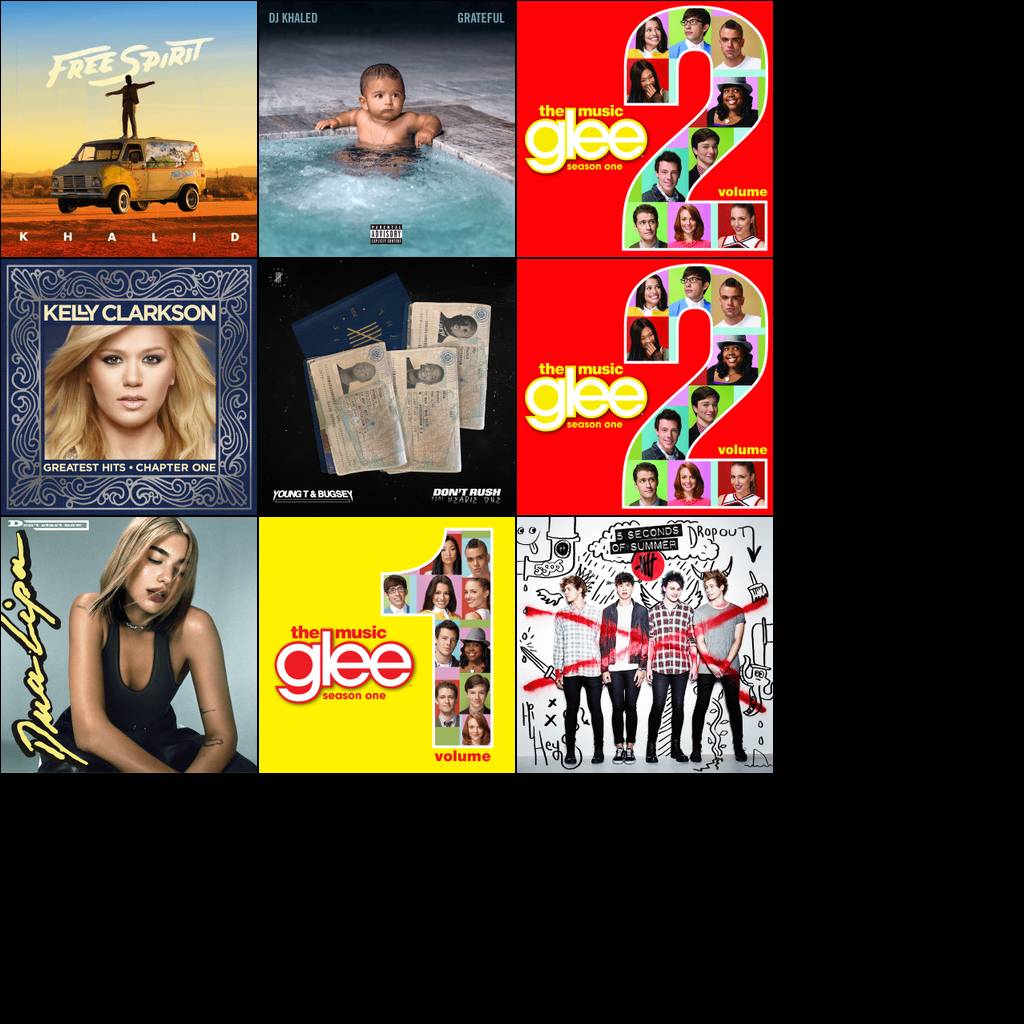 FREE SPIRIT
KHALID
DJ KHALED
GRATEFUL
PARENTAL
ADVISORY
EXPLICIT CONTENT
the music
glee
season one
volume
2
KELLY CLARKSON
GREATEST HITS • CHAPTER ONE
YOUNG T & BUGSEY
DON'T RUSH
FEAT HEADIE ONE
the music
glee
season one
volume
2
Don't start now
Dua Lipa
the music
glee
season one
1
volume
5 SECONDS
OF SUMMER
DROPOUT
Hi
Hey